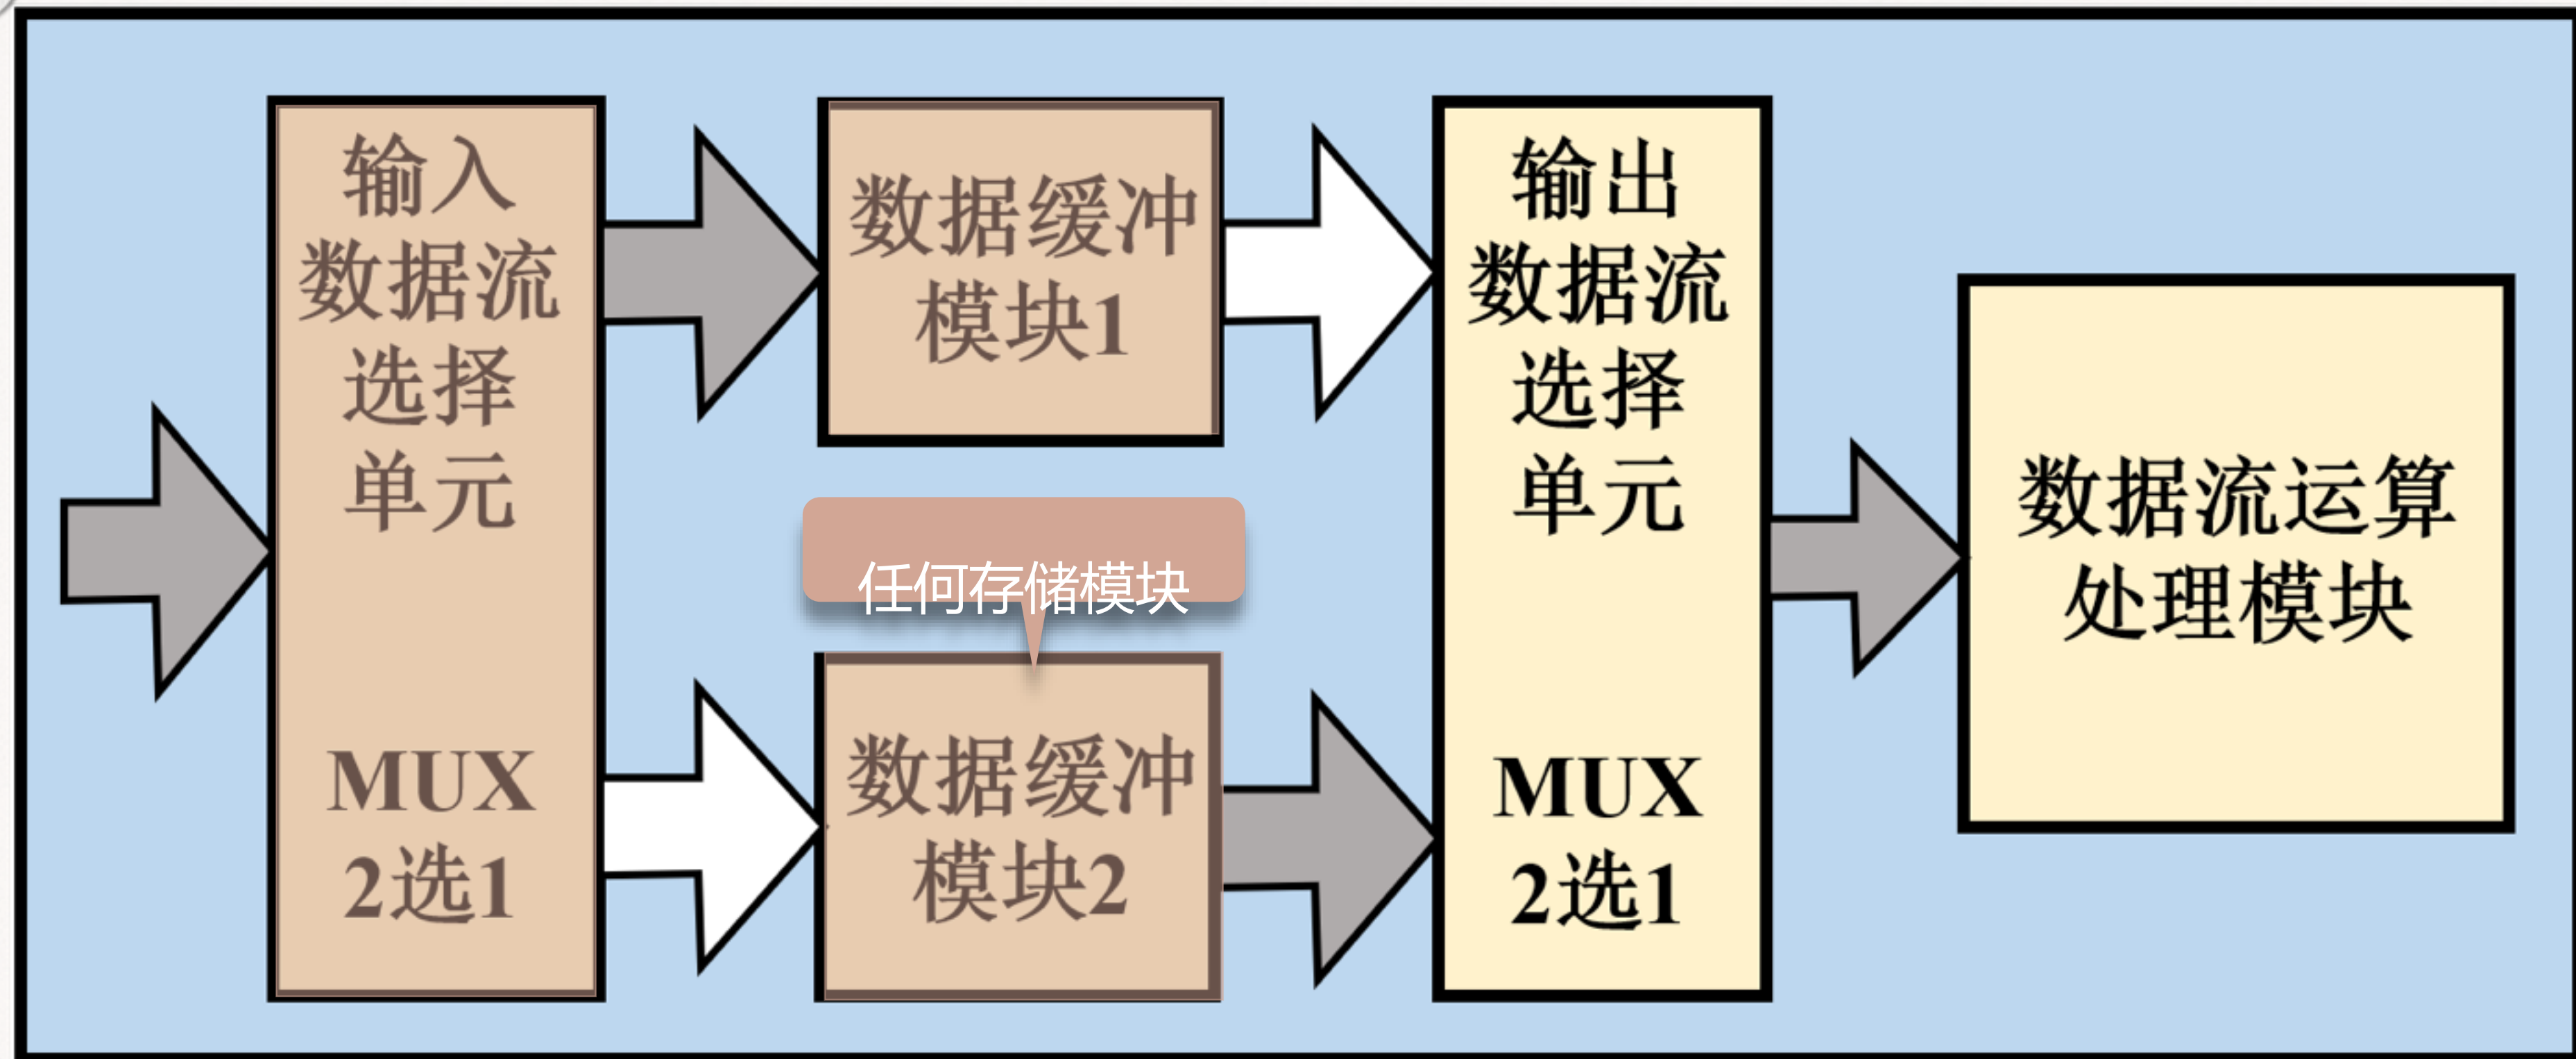 输入
数据流
选择
单元
MUX
2选1
数据缓冲
模块1
任何存储模块
数据缓冲
模块2
输出
数据流
选择
单元
MUX
2选1
数据流运算
处理模块